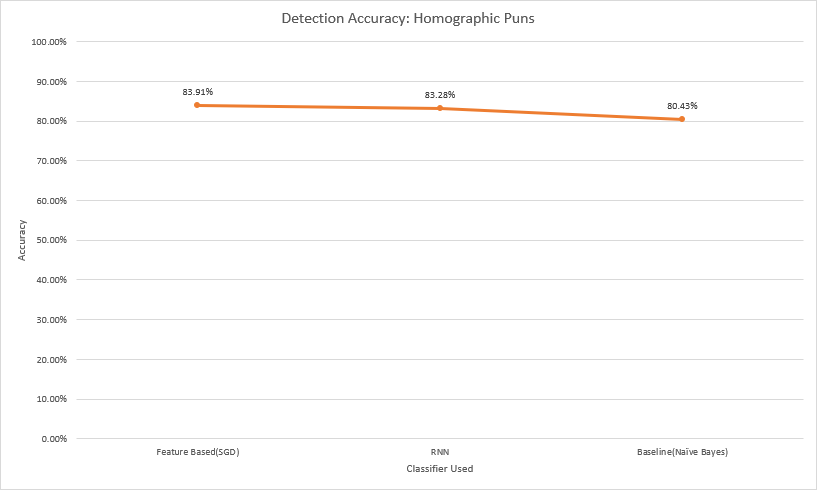 Detection Accuracy: Homographic Puns
100.00%
90.00%
80.00%
70.00%
60.00%
50.00%
40.00%
30.00%
20.00%
10.00%
0.00%
Accuracy
83.91%
83.28%
80.43%
Feature Based(SGD)
RNN
Baseline(Naïve Bayes)
Classifier Used